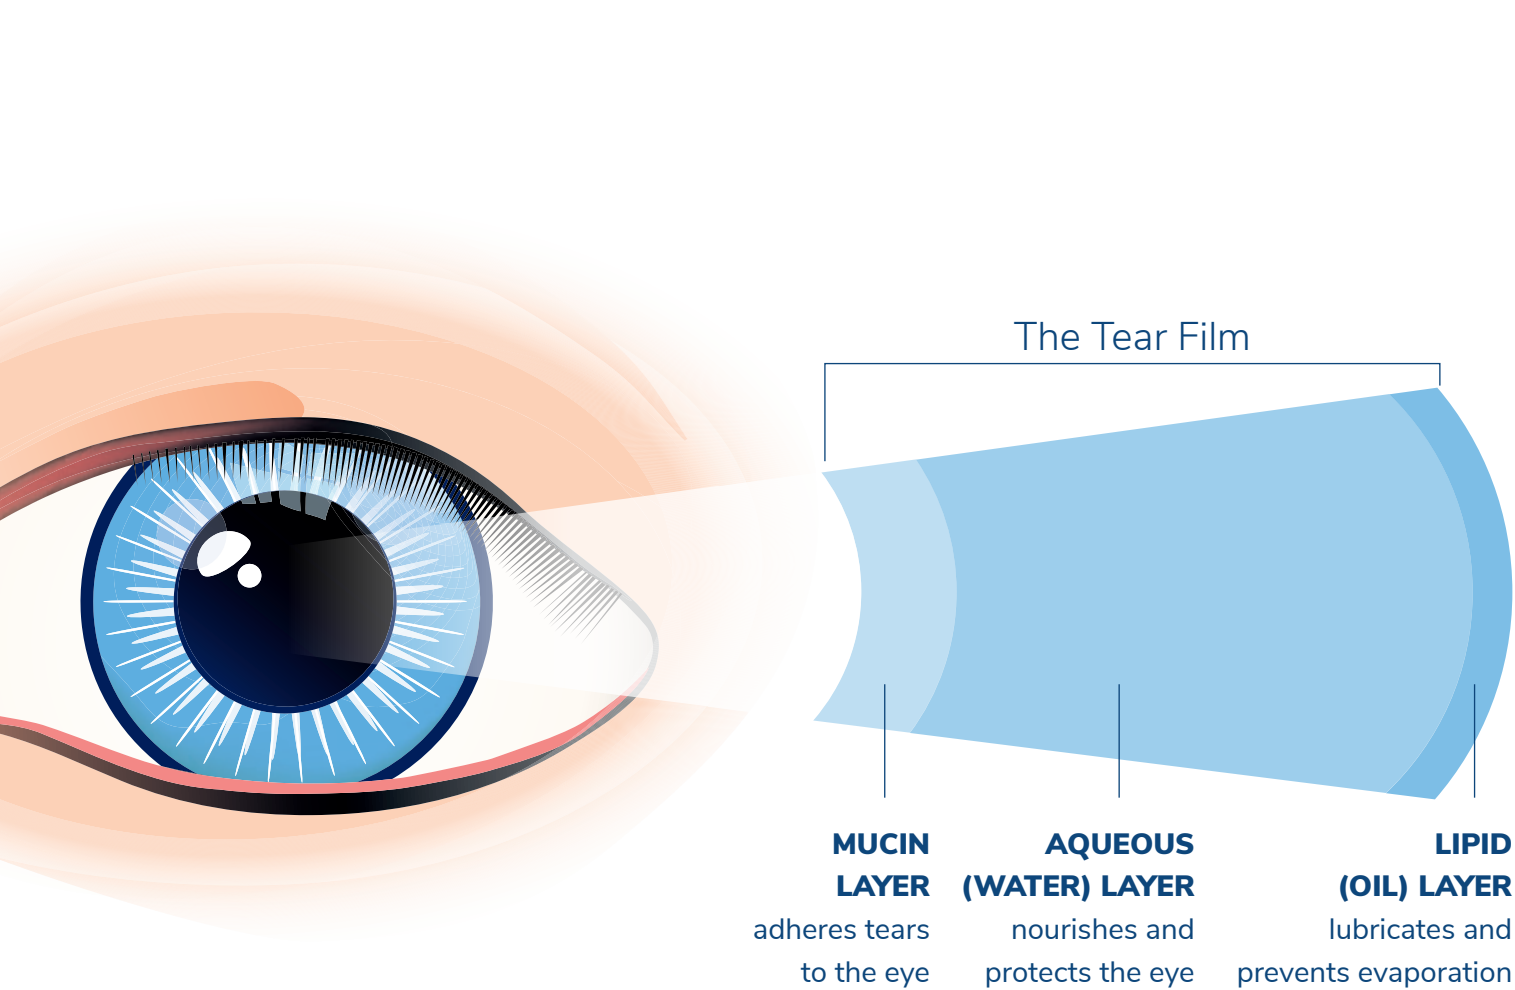 The Tear Film
MUCIN
LAYER
adheres tears
to the eye
AQUEOUS
(WATER) LAYER
nourishes and
protects the eye
LIPID
(OIL) LAYER
lubricates and
prevents evaporation